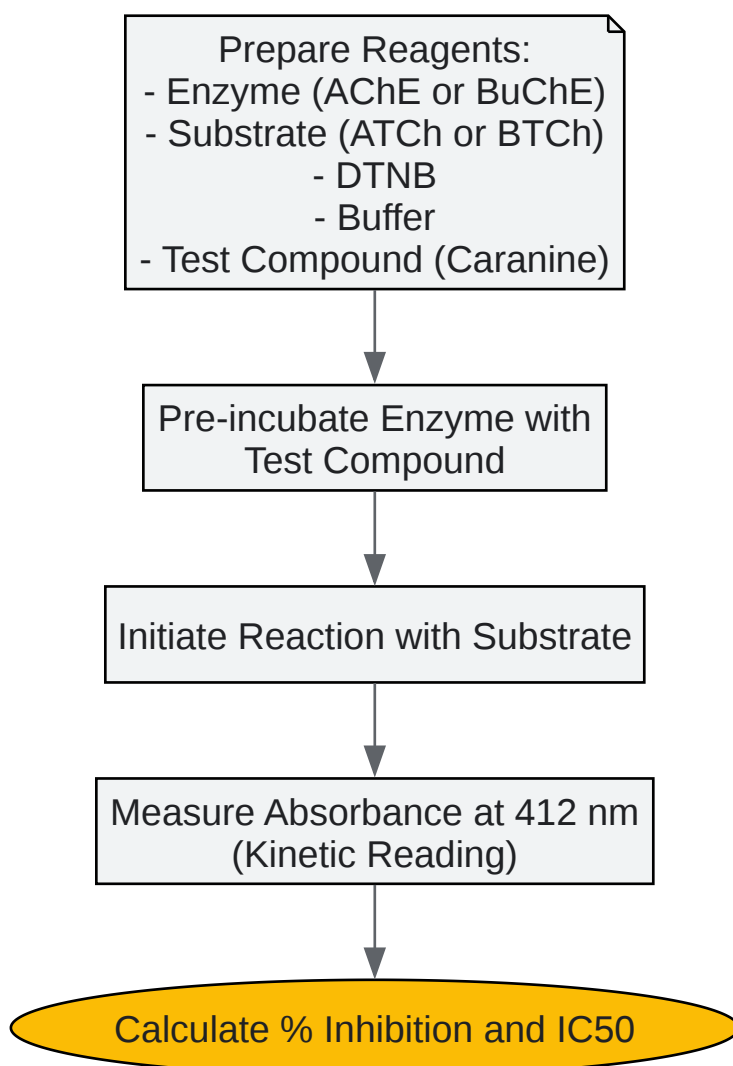 Prepare Reagents:
- Enzyme (AChE or BuChE)
- Substrate (ATCh or BTCh)
- DTNB
- Buffer
- Test Compound (Caranine)
Pre-incubate Enzyme with
Test Compound
Initiate Reaction with Substrate
Measure Absorbance at 412 nm
(Kinetic Reading)
Calculate % Inhibition and IC50